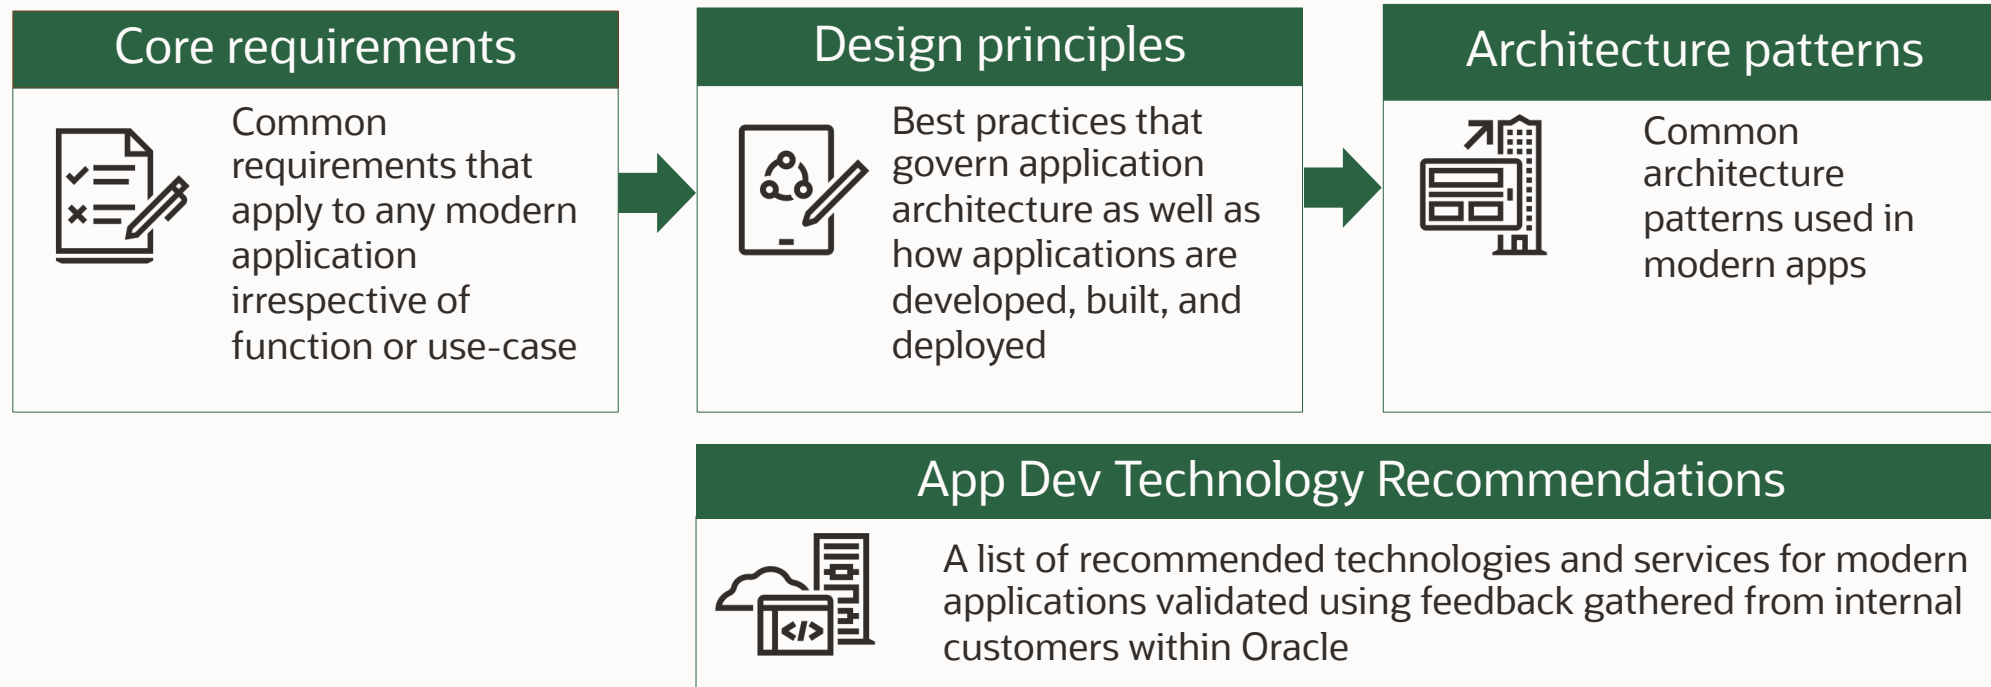 Core requirements
Common
requirements that
apply to any modern
application
irrespective of
function or use-case
Design principles
Best practices that
govern application
architecture as well as
how applications are
developed, built, and
deployed
Architecture patterns
Common
architecture
patterns used in
modern apps
App Dev Technology Recommendations
</>
A list of recommended technologies and services for modern
applications validated using feedback gathered from internal
customers within Oracle